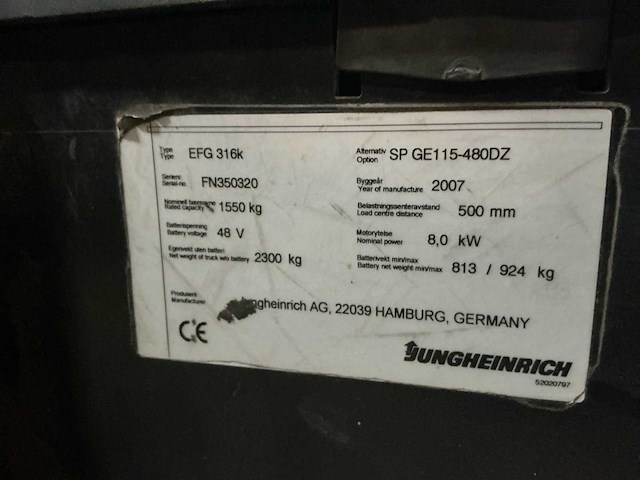 Type EFG 316k Alternativ SP GE115-480DZ
Type Option
Serienr. FN350320 Byggeår 2007
Serial-no. Year of manufacture
Nominell 1550 kg Belastningssenteravstand 500 mm
Rated capacity Load centre distance
Batterispenning 48 V Motorytelse 8,0 kW
Battery voltage Nominal power
Egenvekt uten batteri 2300 kg Batterivekt min/max 813 / 924 kg
Net weight of truck w/o battery Battery net weight min/max
Produsent ngheinrich AG, 22039 HAMBURG, GERMANY
Manufacturer
CE
JUNGHEINRICH
52020797